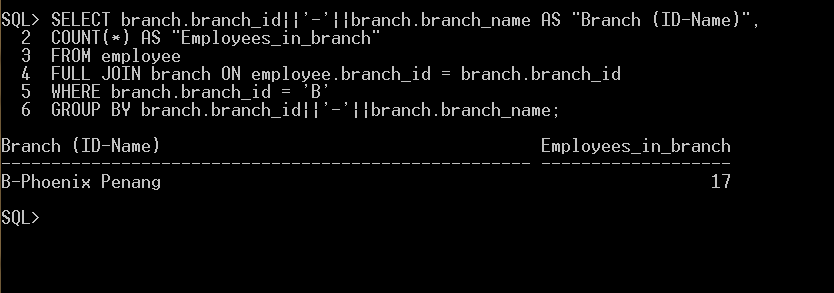 SQL> SELECT branch.branch_id||'-'||branch.branch_name AS "Branch (ID-Name)",
  2  COUNT(*) AS "Employees_in_branch"
  3  FROM employee
  4  FULL JOIN branch ON employee.branch_id = branch.branch_id
  5  WHERE branch.branch_id = 'B'
  6  GROUP BY branch.branch_id||'-'||branch.branch_name;
Branch (ID-Name)                                      Employees_in_branch
----------------------------------------------------- -------------------
B-Phoenix Penang                                                       17
SQL>